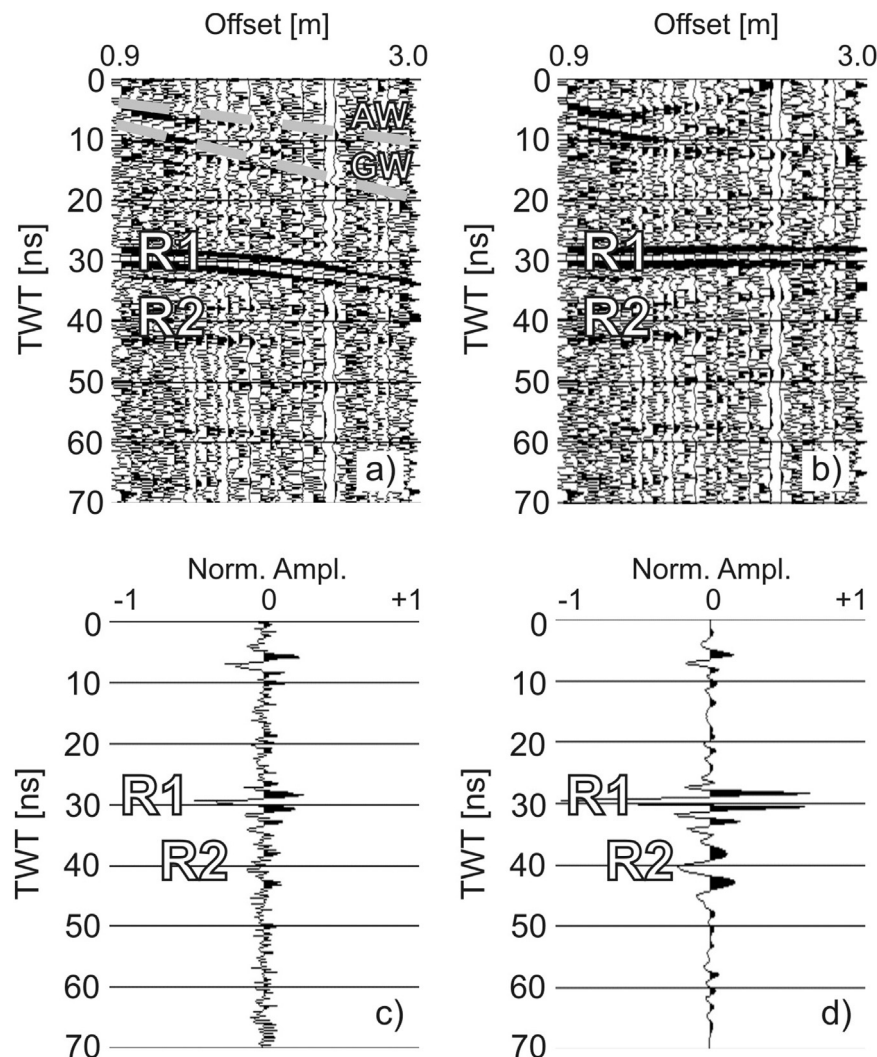 Offset [m]
0.9 3.0
TWT [ns]
0
10
20
30
40
50
60
70
AW
GW
R1
R2
a)
Offset [m]
0.9 3.0
TWT [ns]
0
10
20
30
40
50
60
70
R1
R2
b)
Norm. Ampl.
-1 0 +1
TWT [ns]
0
10
20
30
40
50
60
70
R1
R2
c)
Norm. Ampl.
-1 0 +1
TWT [ns]
0
10
20
30
40
50
60
70
R1
R2
d)